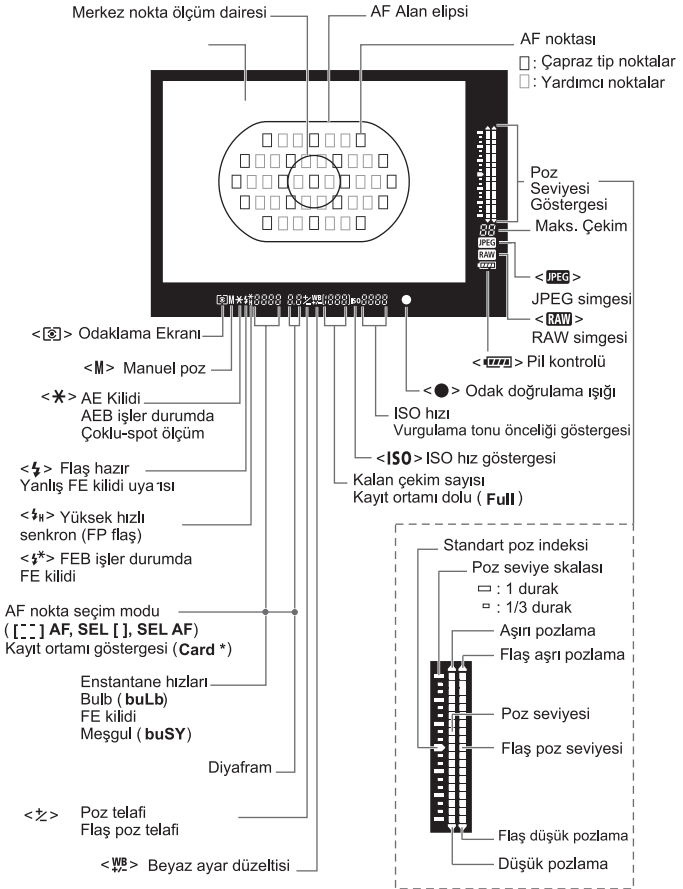 Merkez nokta ölçüm dairesi
AF Alan elipsi
AF noktası
: Çapraz tip noktalar
: Yardımcı noktalar
Poz
Seviyesi
Göstergesi
Maks. Çekim
JPEG
RAW
M
WB
ISO
<JPEG>
JPEG simgesi
<RAW>
RAW simgesi
< > Pil kontrolü
< > Odaklama Ekranı
<M> Manuel poz
<✱> AE Kilidi
AEB işler durumda
Çoklu-spot ölçüm
<●> Odak doğrulama ışığı
ISO hızı
Vurgulama tonu önceliği göstergesi
<ISO> ISO hız göstergesi
Kalan çekim sayısı
Kayıt ortamı dolu ( Full )
<⚡> Flaş hazır
Yanlış FE kilidi uyarısı
<⚡H> Yüksek hızlı
senkron (FP flaş)
<⚡*> FEB işler durumda
FE kilidi
AF nokta seçim modu
( [ ] AF, SEL [ ], SEL AF)
Kayıt ortamı göstergesi (Card *)
Enstantane hızları
Bulb ( buLb)
FE kilidi
Meşgul ( buSY)
Diyafram
<+/-> Poz telafi
Flaş poz telafi
<WB +/-> Beyaz ayar düzeltisi
Standart poz indeksi
Poz seviye skalası
: 1 durak
: 1/3 durak
Aşırı pozlama
Flaş aşrı pozlama
Poz seviyesi
Flaş poz seviyesi
Flaş düşük pozlama
Düşük pozlama